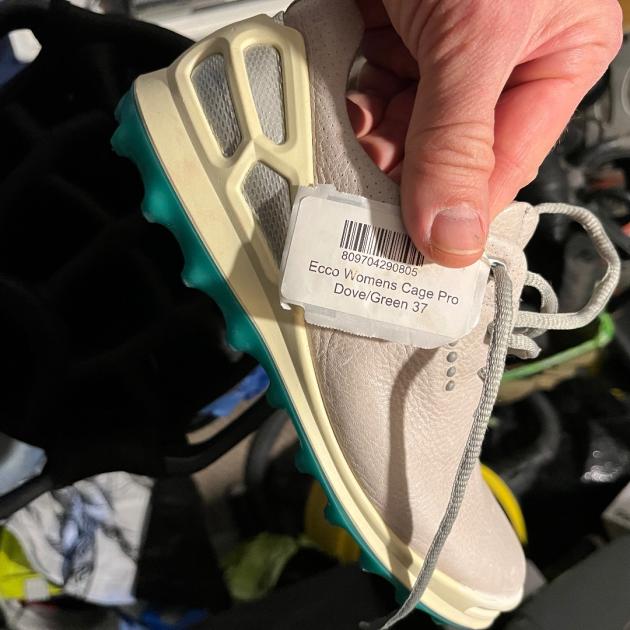 809704290805
Ecco Womens Cage Pro
Dove/Green 37